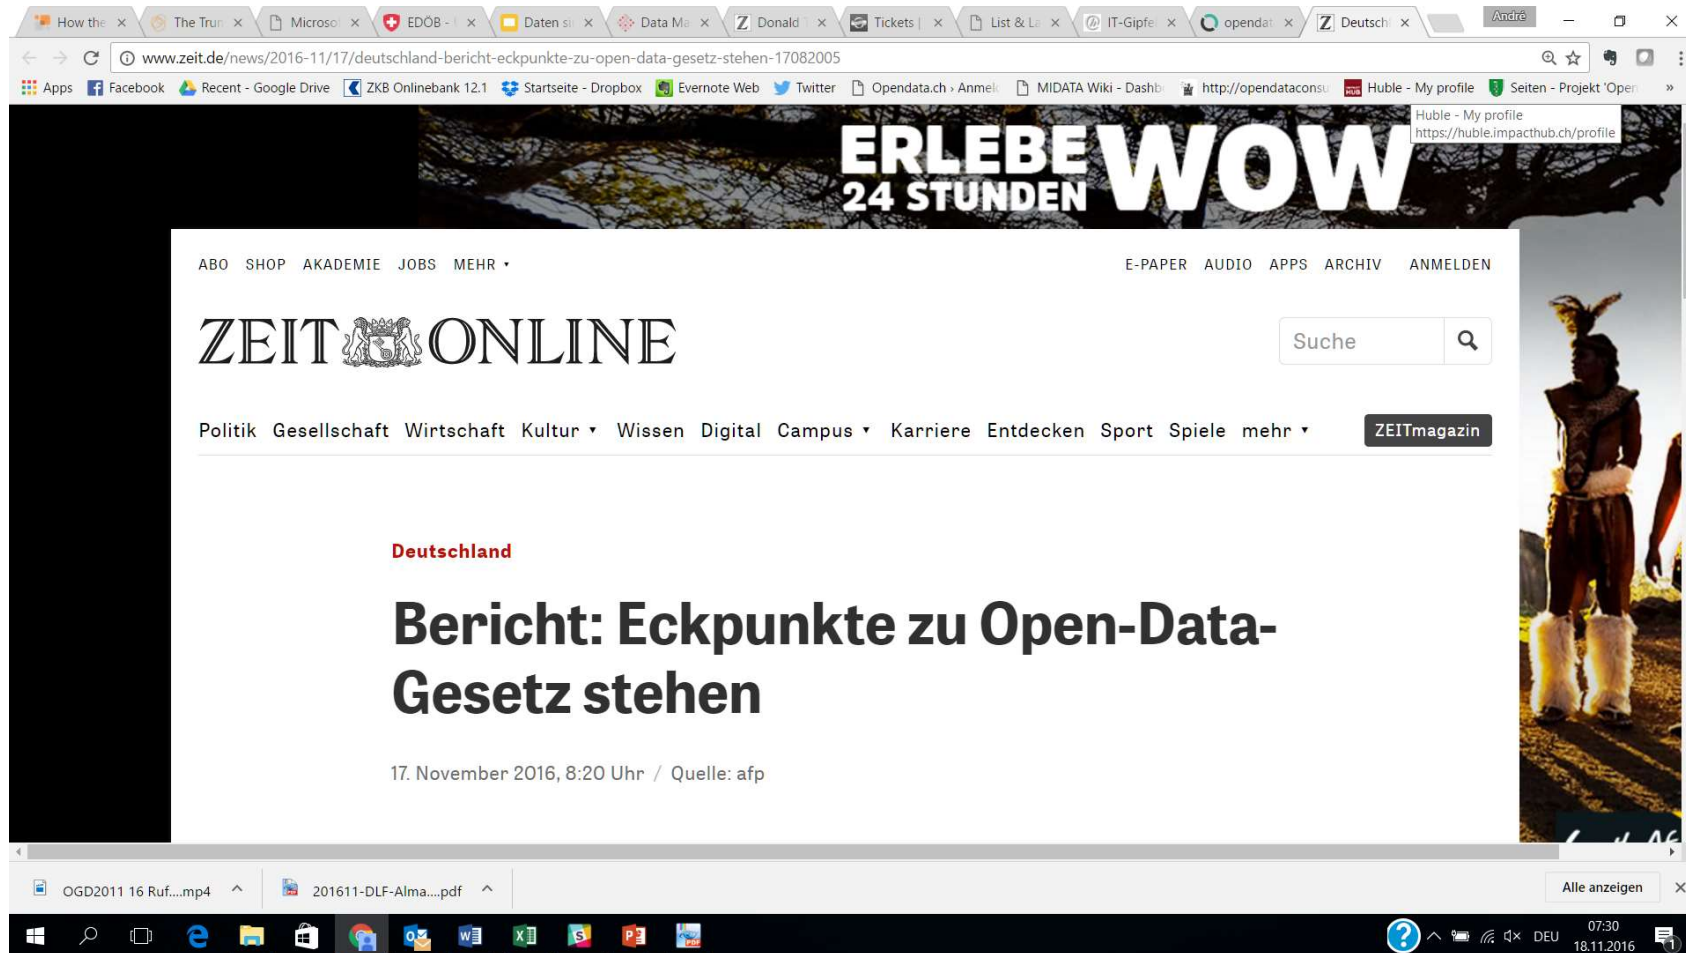 How the
The Trun
Microso
EDÖB -
Daten si
Data Ma
Donald
Tickets |
List & La
IT-Gipfe
opendat
Deutsch
André
www.zeit.de/news/2016-11/17/deutschland-bericht-eckpunkte-zu-open-data-gesetz-stehen-17082005
Apps Facebook Recent - Google Drive ZKB Onlinebank 12.1 Startseite - Dropbox Evernote Web Twitter Opendata.ch › Anmel MIDATA Wiki - Dashb http://opendataconsu Huble - My profile Seiten - Projekt 'Oper »
Huble - My profile
https://huble.impacthub.ch/profile
ERLEBE WOW
24 STUNDEN
ABO SHOP AKADEMIE JOBS MEHR
E-PAPER AUDIO APPS ARCHIV ANMELDEN
ZEIT ONLINE
Suche
Politik Gesellschaft Wirtschaft Kultur Wissen Digital Campus Karriere Entdecken Sport Spiele mehr ZEITmagazin
Deutschland
Bericht: Eckpunkte zu Open-Data-
Gesetz stehen
17. November 2016, 8:20 Uhr / Quelle: afp
OGD2011 16 Ruf....mp4
201611-DLF-Alma....pdf
Alle anzeigen
DEU
07:30
18.11.2016
1